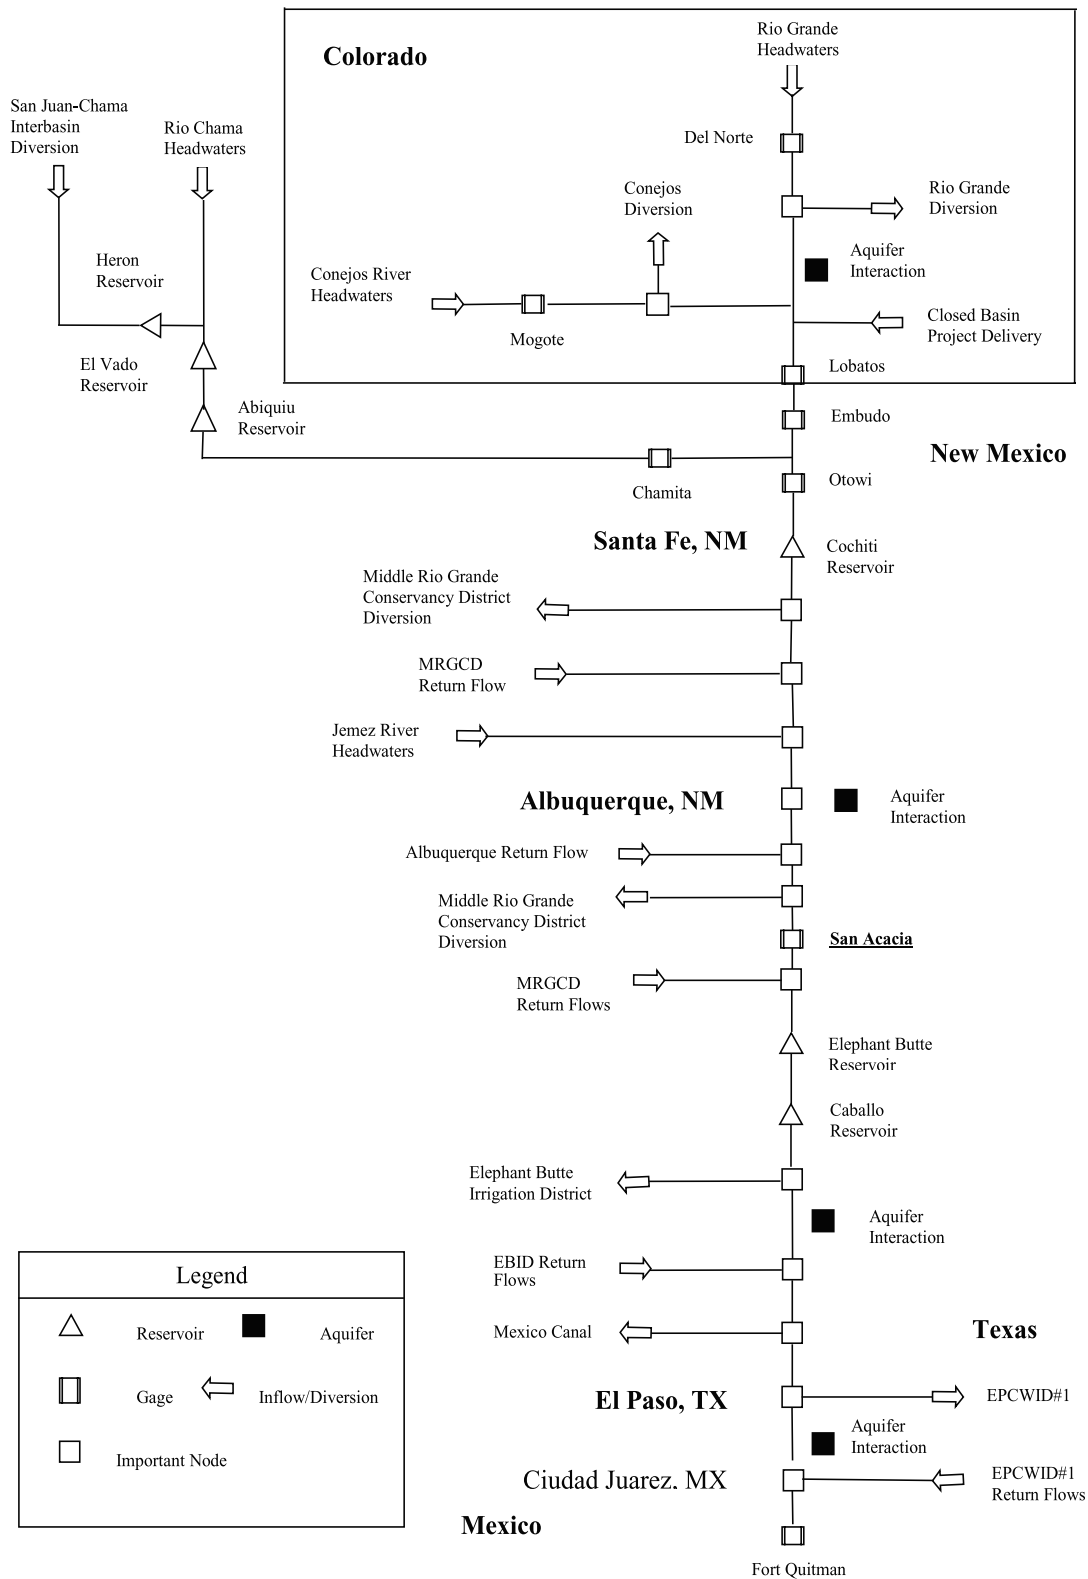 Rio Grande
Headwaters
Colorado
San Juan-Chama
Interbasin
Diversion
Rio Chama
Headwaters
Del Norte
Conejos
Diversion
Rio Grande
Diversion
Aquifer
Interaction
Heron
Reservoir
Conejos River
Headwaters
Closed Basin
Project Delivery
Mogote
El Vado
Reservoir
Lobatos
Abiquiu
Reservoir
Embudo
New Mexico
Chamita
Otowi
Santa Fe, NM
Cochiti
Reservoir
Middle Rio Grande
Conservancy District
Diversion
MRGCD
Return Flow
Jemez River
Headwaters
Albuquerque, NM
Aquifer
Interaction
Albuquerque Return Flow
Middle Rio Grande
Conservancy District
Diversion
San Acacia
MRGCD
Return Flows
Elephant Butte
Reservoir
Caballo
Reservoir
Elephant Butte
Irrigation District
Aquifer
Interaction
EBID Return
Flows
Mexico Canal
Texas
El Paso, TX
EPCWID#1
Aquifer
Interaction
Ciudad Juarez, MX
EPCWID#1
Return Flows
Mexico
Fort Quitman
Legend
Reservoir
Aquifer
Gage
Inflow/Diversion
Important Node